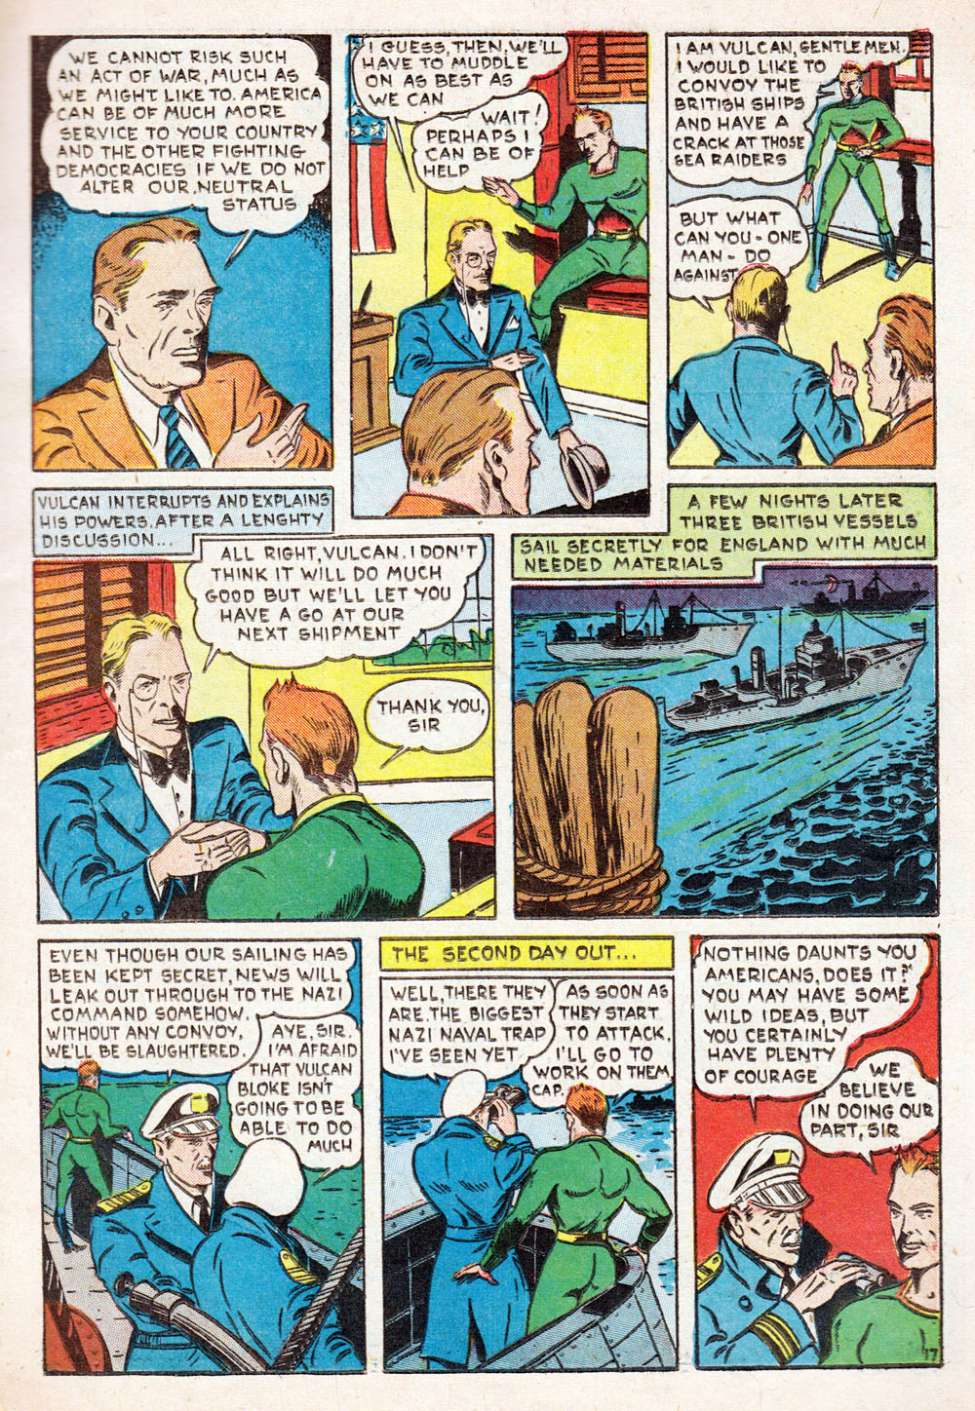 WE CANNOT RISK SUCH
AN ACT OF WAR, MUCH AS
WE MIGHT LIKE TO. AMERICA
CAN BE OF MUCH MORE
SERVICE TO YOUR COUNTRY
AND THE OTHER FIGHTING
DEMOCRACIES IF WE DO NOT
ALTER OUR NEUTRAL
STATUS
I GUESS, THEN, WE'LL
HAVE TO MUDDLE
ON AS BEST AS
WE CAN
WAIT!
PERHAPS I
CAN BE OF
HELP
I AM VULCAN, GENTLEMEN.
I WOULD LIKE TO
CONVOY THE
BRITISH SHIPS
AND HAVE A
CRACK AT THOSE
SEA RAIDERS
BUT WHAT
CAN YOU - ONE
MAN - DO
AGAINST
VULCAN INTERRUPTS AND EXPLAINS
HIS POWERS. AFTER A LENGHTY
DISCUSSION...
ALL RIGHT, VULCAN. I DON'T
THINK IT WILL DO MUCH
GOOD BUT WE'LL LET YOU
HAVE A GO AT OUR
NEXT SHIPMENT
THANK YOU,
SIR
A FEW NIGHTS LATER
THREE BRITISH VESSELS
SAIL SECRETLY FOR ENGLAND WITH MUCH
NEEDED MATERIALS
EVEN THOUGH OUR SAILING HAS
BEEN KEPT SECRET, NEWS WILL
LEAK OUT THROUGH TO THE NAZI
COMMAND SOMEHOW.
WITHOUT ANY CONVOY,
WE'LL BE SLAUGHTERED.
AYE, SIR.
I'M AFRAID
THAT VULCAN
BLOKE ISN'T
GOING TO BE
ABLE TO DO
MUCH
THE SECOND DAY OUT...
WELL, THERE THEY
ARE. THE BIGGEST
NAZI NAVAL TRAP
I'VE SEEN YET
AS SOON AS
THEY START
TO ATTACK,
I'LL GO TO
WORK ON THEM,
CAP.
NOTHING DAUNTS YOU
AMERICANS, DOES IT?
YOU MAY HAVE SOME
WILD IDEAS, BUT
YOU CERTAINLY
HAVE PLENTY
OF COURAGE
WE
BELIEVE
IN DOING OUR
PART, SIR
17